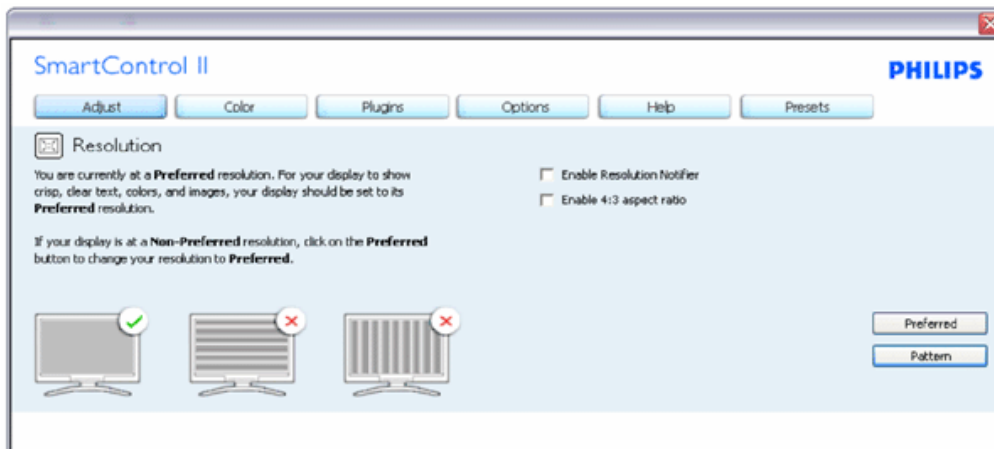 SmartControl II
PHILIPS
Adjust
Color
Plugins
Options
Help
Presets
Resolution
You are currently at a Preferred resolution. For your display to show
crisp, clear text, colors, and images, your display should be set to its
Preferred resolution.
If your display is at a Non-Preferred resolution, click on the Preferred
button to change your resolution to Preferred.
Enable Resolution Notifier
Enable 4:3 aspect ratio
Preferred
Pattern